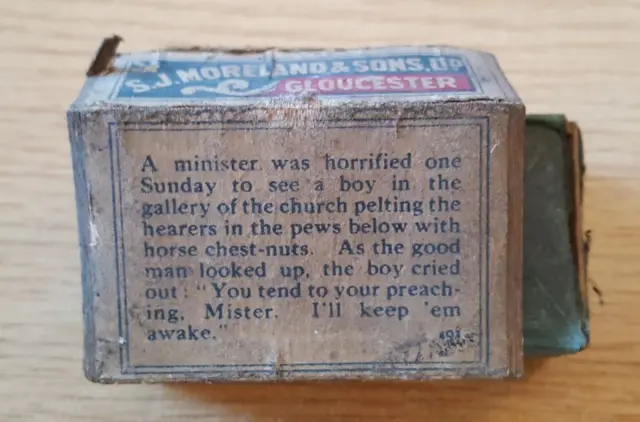 S.J. MORELAND & SONS, LTD
GLOUCESTER
A minister was horrified one
Sunday to see a boy in the
gallery of the church pelting the
hearers in the pews below with
horse chest-nuts. As the good
man looked up, the boy cried
out: "You tend to your preach-
ing, Mister. I'll keep 'em
awake."